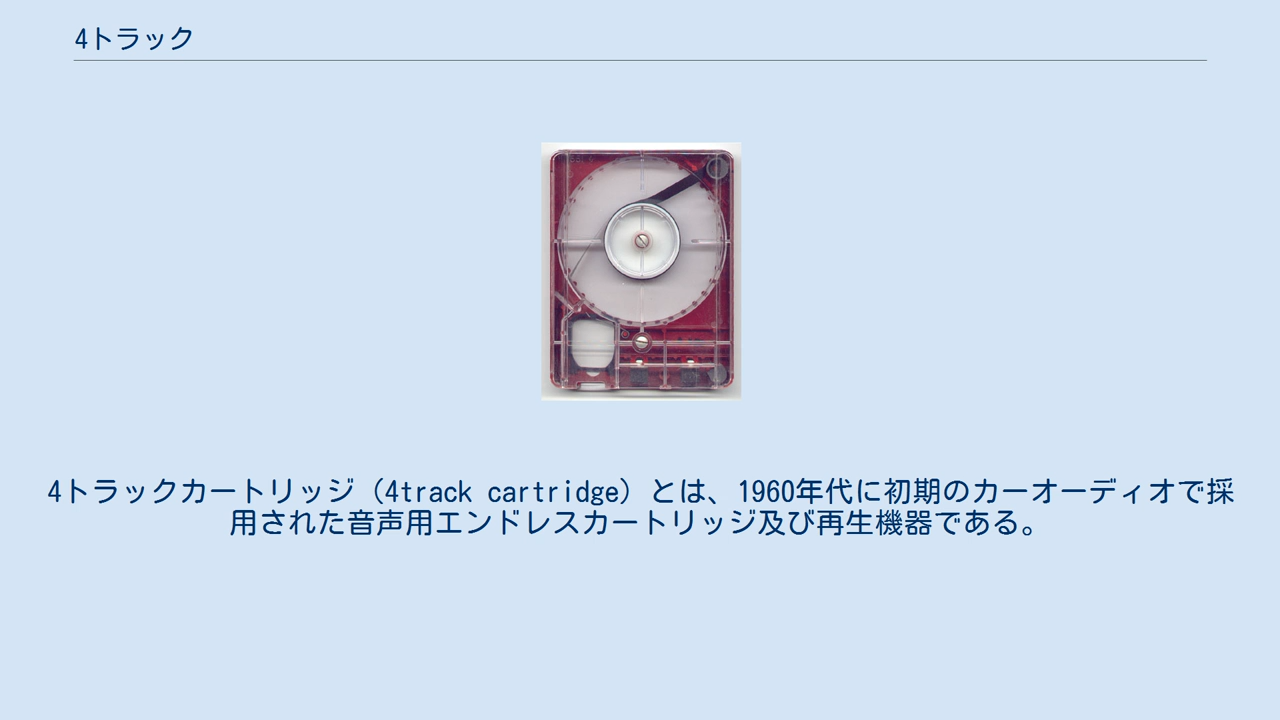 4トラック
4トラックカートリッジ（4track cartridge）とは、1960年代に初期のカーオーディオで採
用された音声用エンドレスカートリッジ及び再生機器である。